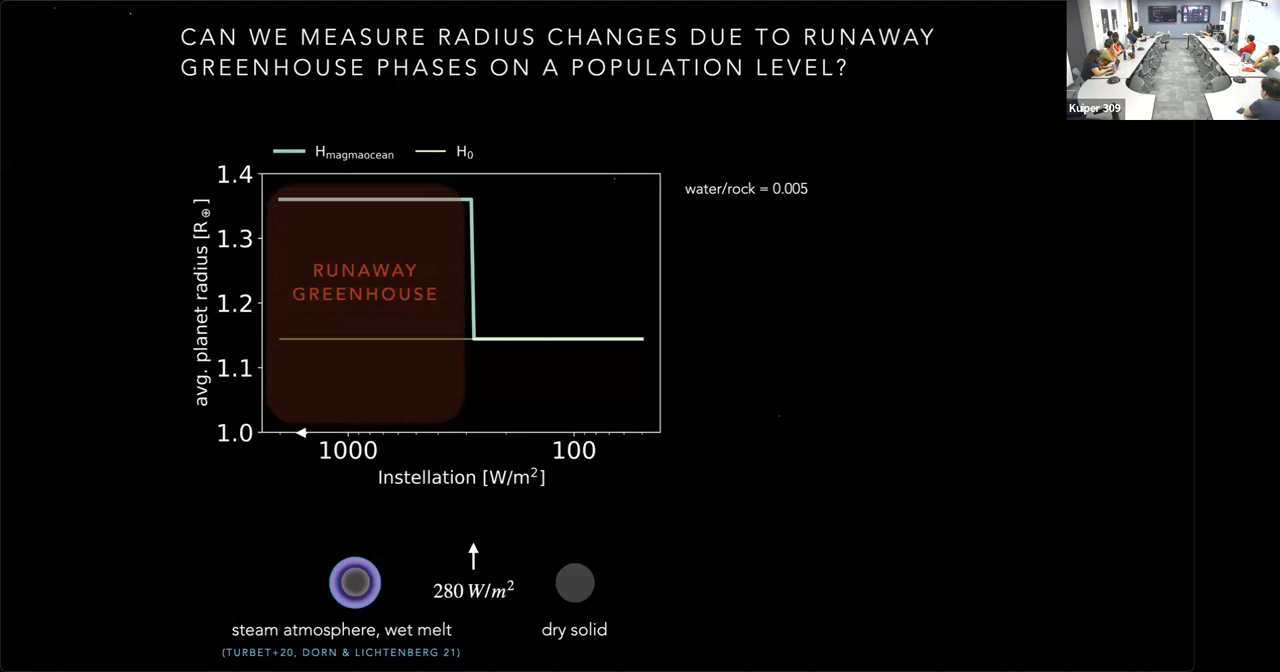 CAN WE MEASURE RADIUS CHANGES DUE TO RUNAWAY
GREENHOUSE PHASES ON A POPULATION LEVEL?
Kuiper 309
H_magmaocean H_0
water/rock = 0.005
1.4
1.3
1.2
1.1
1.0
avg. planet radius [R⊕]
RUNAWAY
GREENHOUSE
1000 100
Instellation [W/m²]
280 W/m²
steam atmosphere, wet melt
dry solid
(TURBET+20, DORN & LICHTENBERG 21)